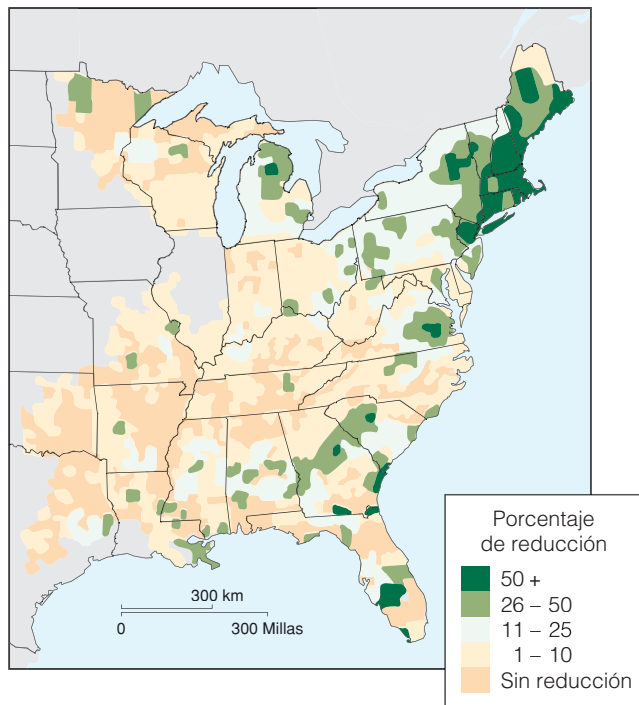 300 km
0
300 Millas
Porcentaje
de reducción
50 +
26 – 50
11 – 25
1 – 10
Sin reducción